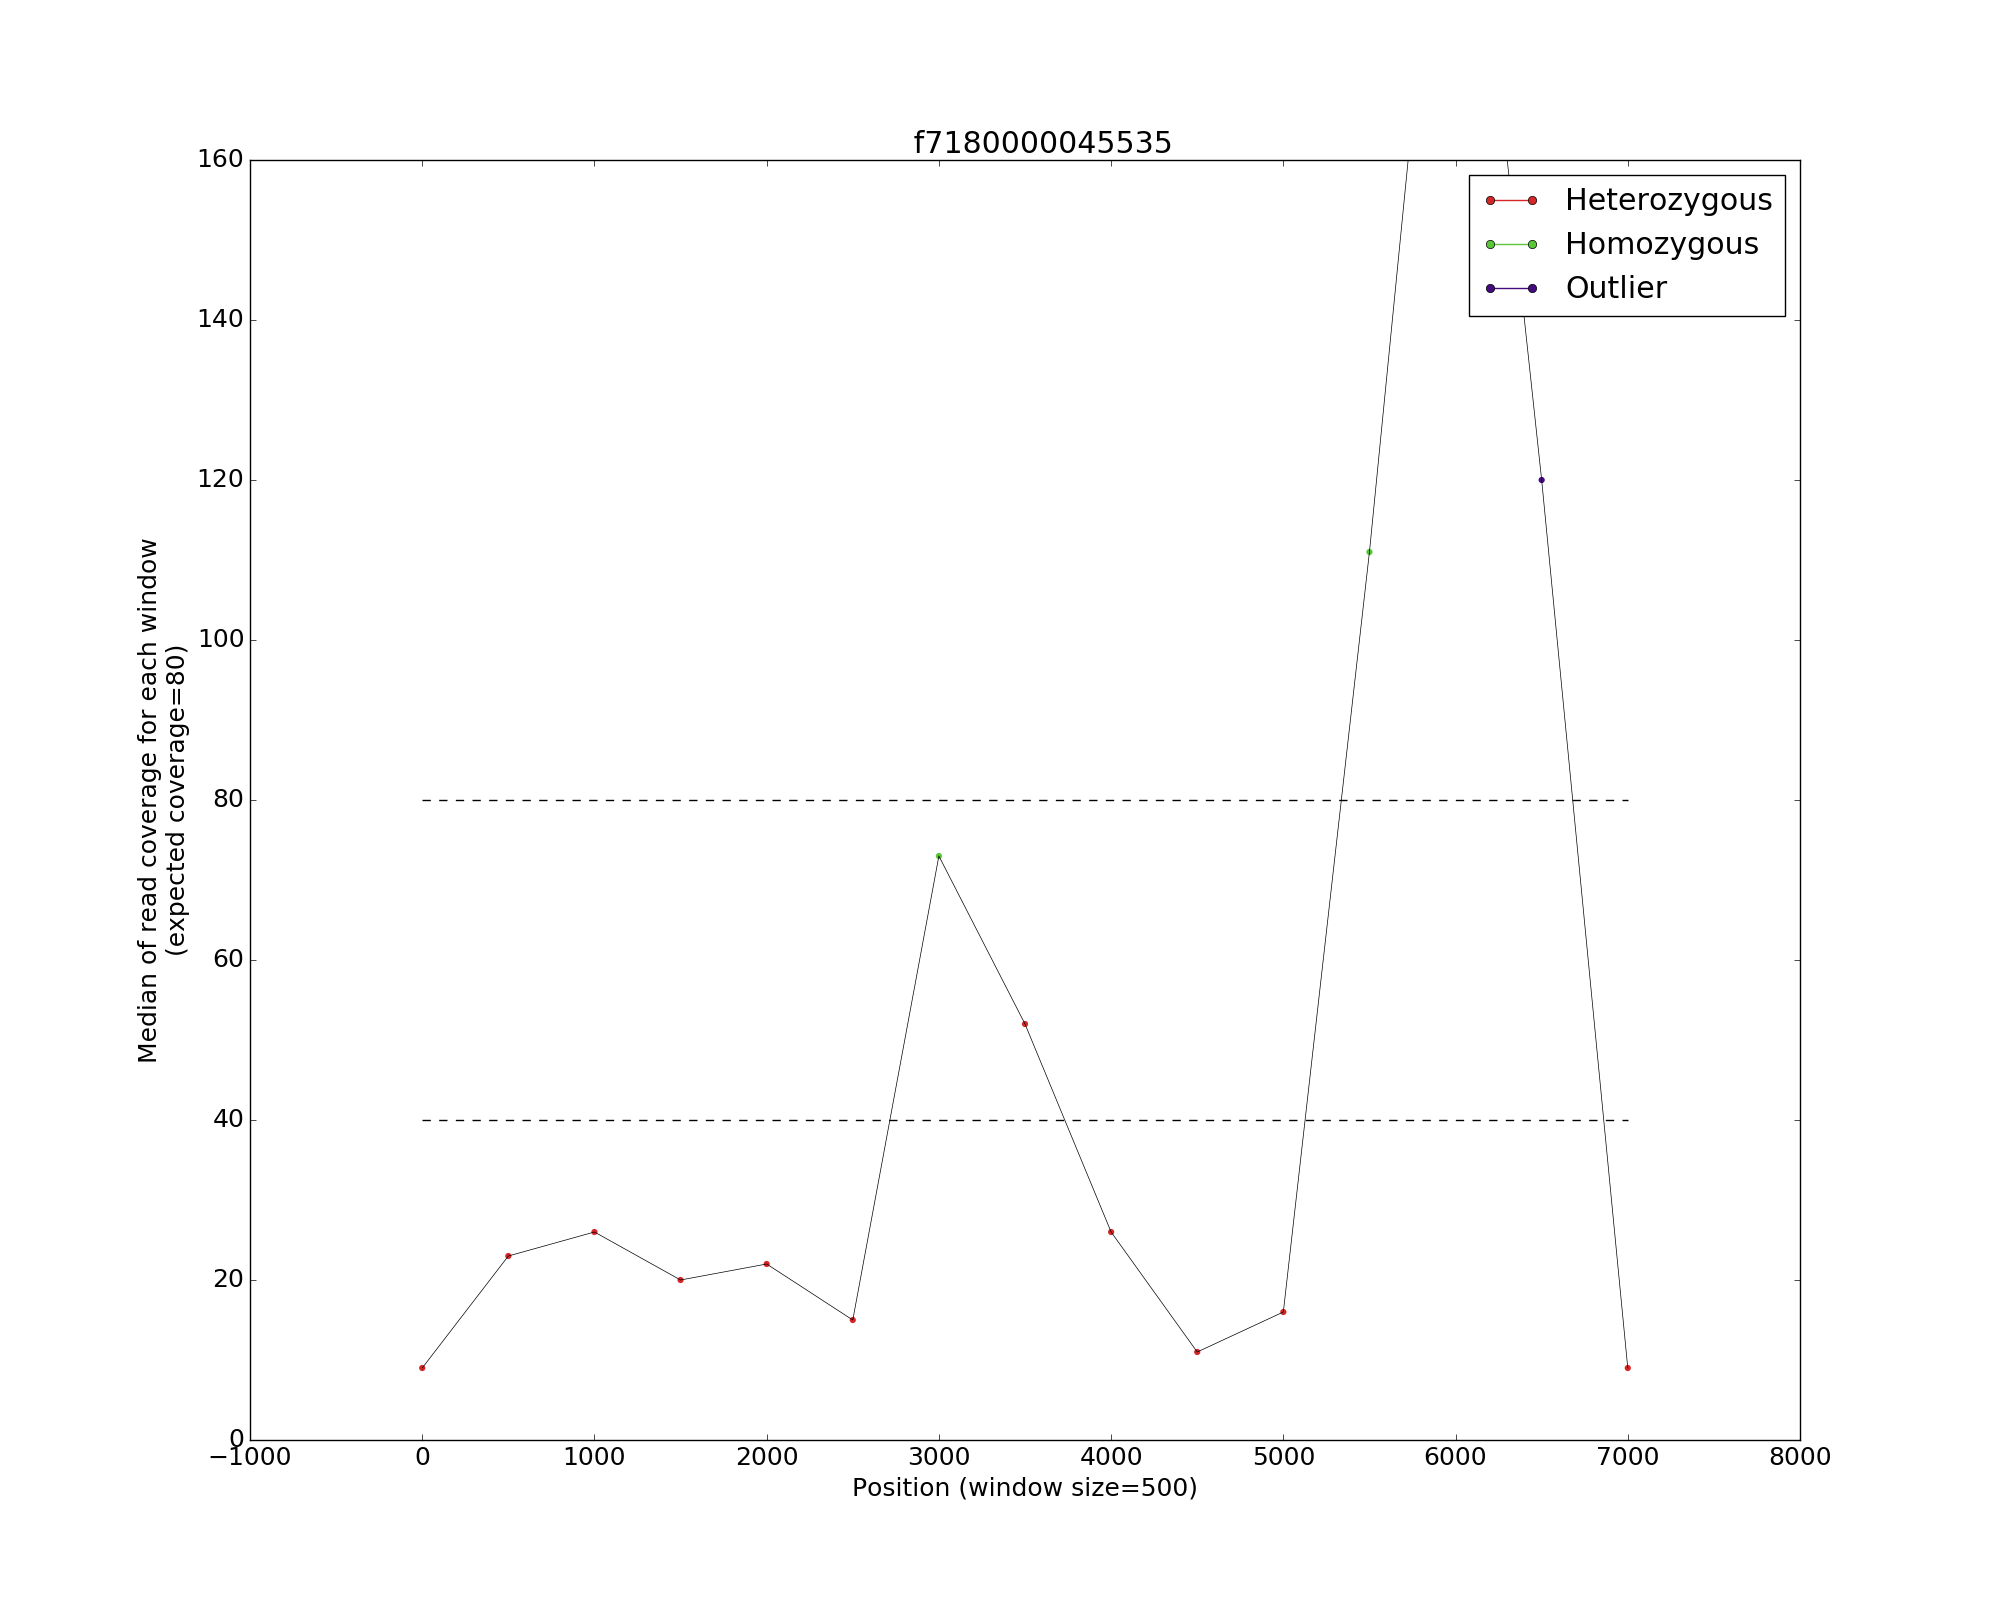 f7180000045535
160
140
120
100
80
60
40
20
0
Median of read coverage for each window
(expected coverage=80)
Heterozygous
Homozygous
Outlier
−1000 0 1000 2000 3000 4000 5000 6000 7000 8000
Position (window size=500)